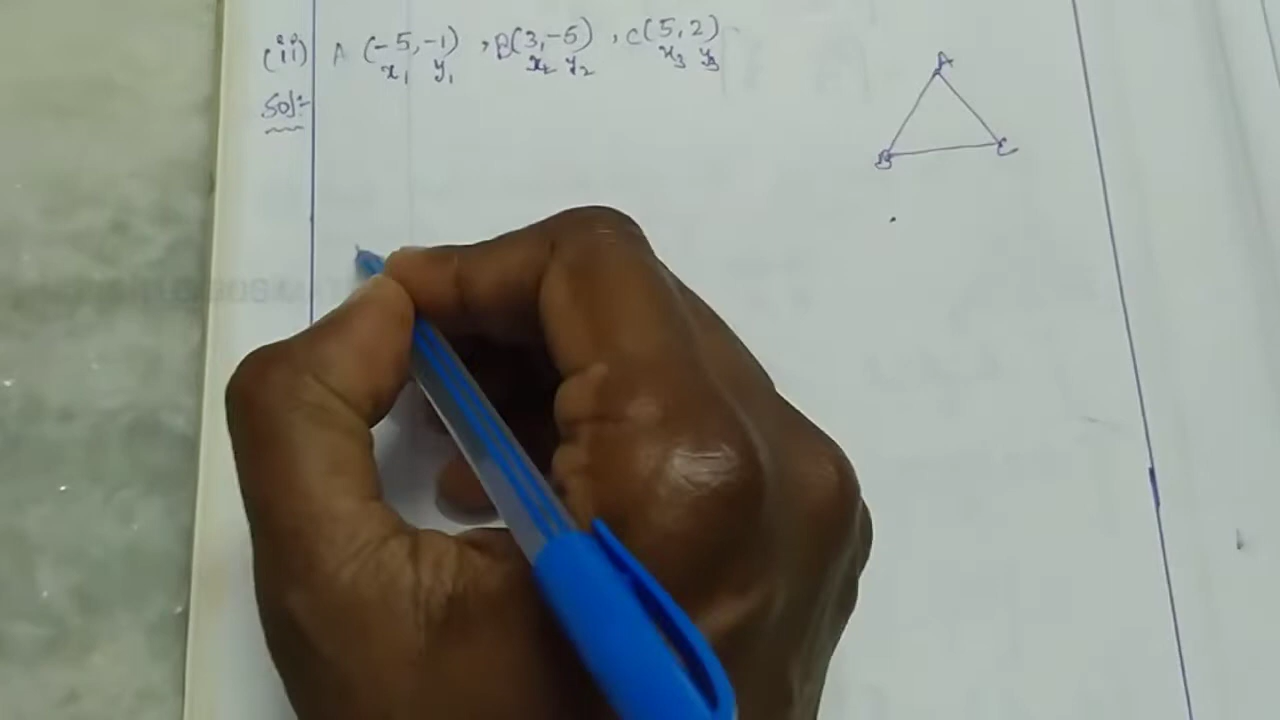 (ii) A (-5,-1) , B(3,-5) , C(5,2)
x₁ y₁ x₂ y₂ x₃ y₃
Sol:-
A
B C